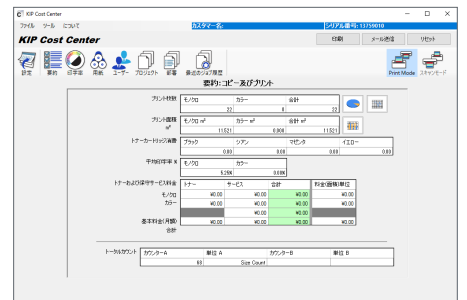 KIP Cost Center
ファイル ツール について カスタマー名: [シリアル番号: 13759010
KIP Cost Center 印刷 メール送信 リセット
設定 要約 印字率 用紙 ユーザー プロジェクト 部署 最近のジョブ履歴 Print Mode スキャンモード
要約:コピー及びプリント
プリント枚数 モノクロ カラー 合計
22 0 22
プリント面積 モノクロ m² カラー m² 合計 m²
m² 11.521 0.000 11.521
トナーカートリッジ消費 ブラック シアン マゼンタ イエロー
0.00 0.00 0.00 0.00
平均印字率 % モノクロ カラー
5.25% 0.00%
トナーおよび保守サービス料金 トナー サービス 合計 料金(面積)単位
モノクロ ¥0.00 ¥0.00 ¥0.00 ¥0.00
カラー ¥0.00 ¥0.00 ¥0.00 ¥0.00
¥0.00
基本料金(月額) ¥0.00 ¥0.00 ¥0.00 ¥0.00
合計
トータルカウント カウンターA 単位 A カウンターB 単位 B
60 Size Count